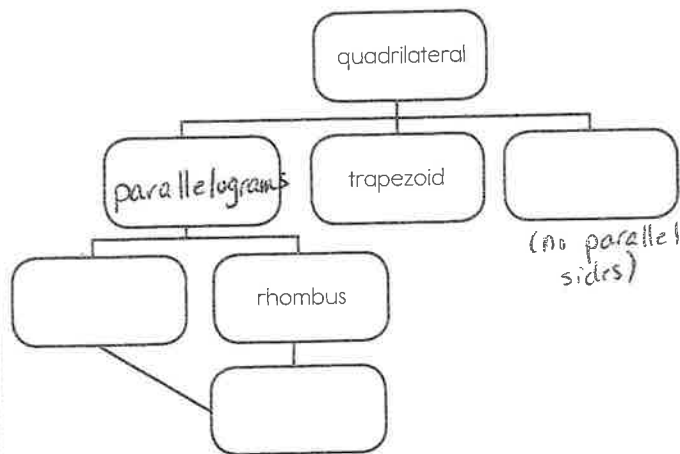 quadrilateral
parallelograms
trapezoid
(no parallel
sides)
rhombus